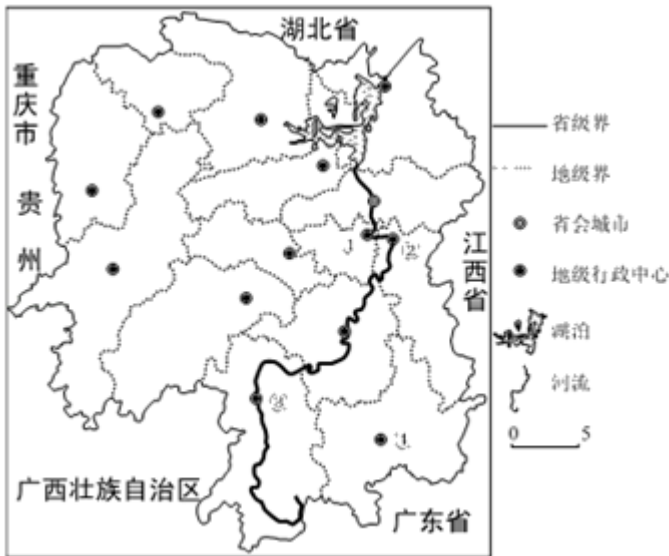 湖北省
重庆市
贵州
江西省
广西壮族自治区
广东省
②
省级界
地级界
省会城市
地级行政中心
湖泊
河流
0 5